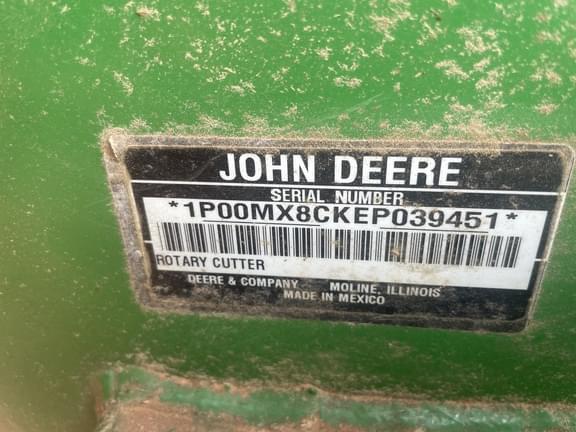 JOHN DEERE
SERIAL NUMBER
*1P00MX8CKEP039451*
ROTARY CUTTER
DEERE & COMPANY MOLINE, ILLINOIS
MADE IN MEXICO